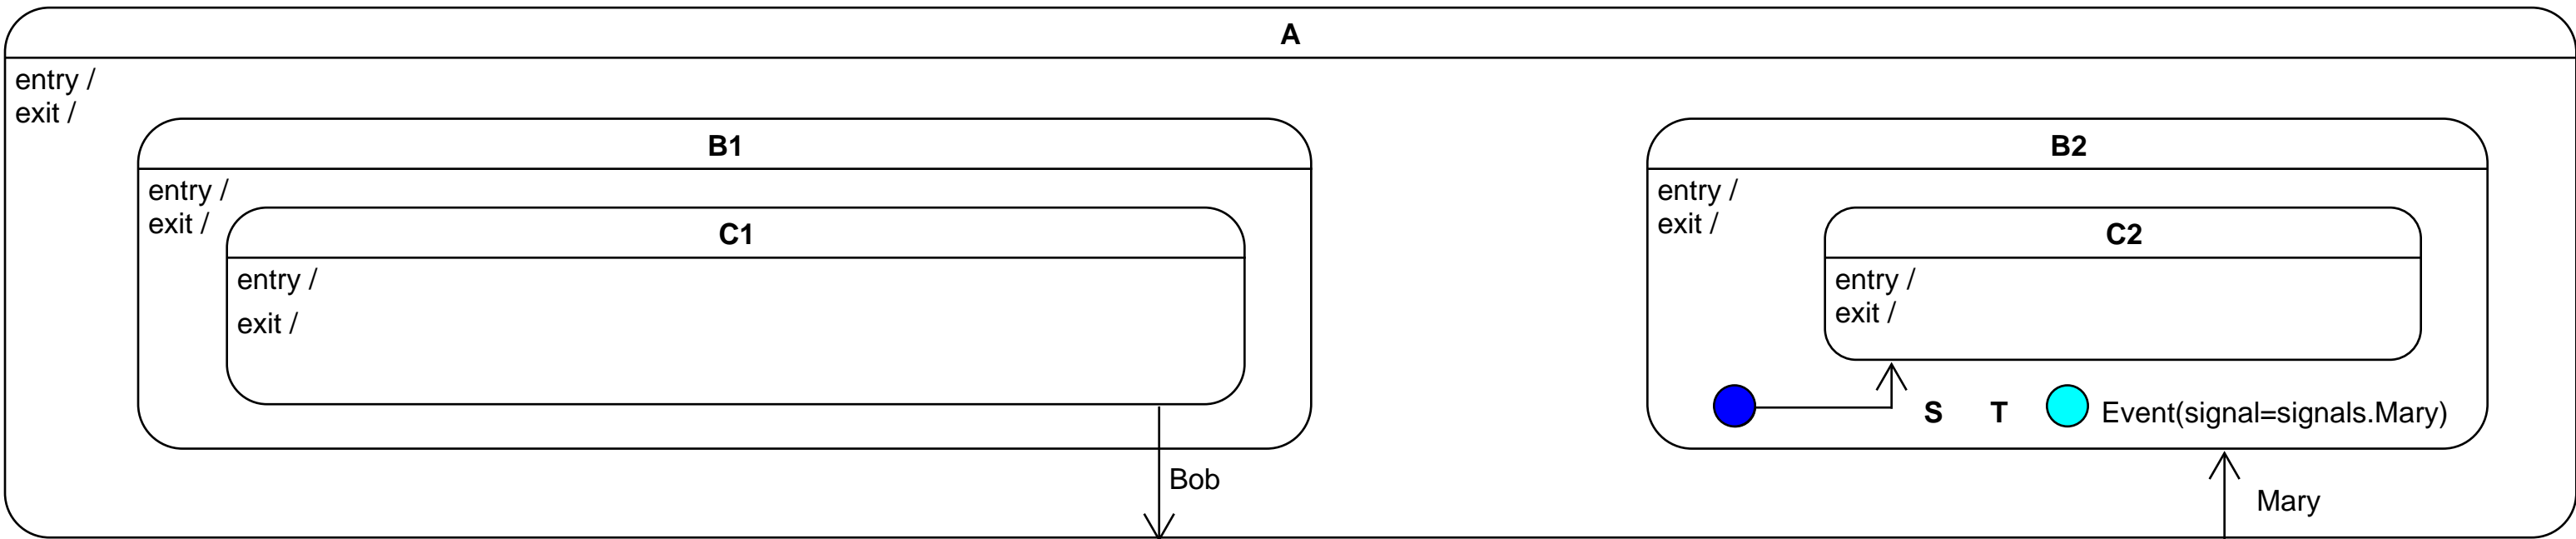 A
entry /
exit /
B1
entry /
exit /
C1
entry /
exit /
Bob
B2
entry /
exit /
C2
entry /
exit /
S T Event(signal=signals.Mary)
Mary